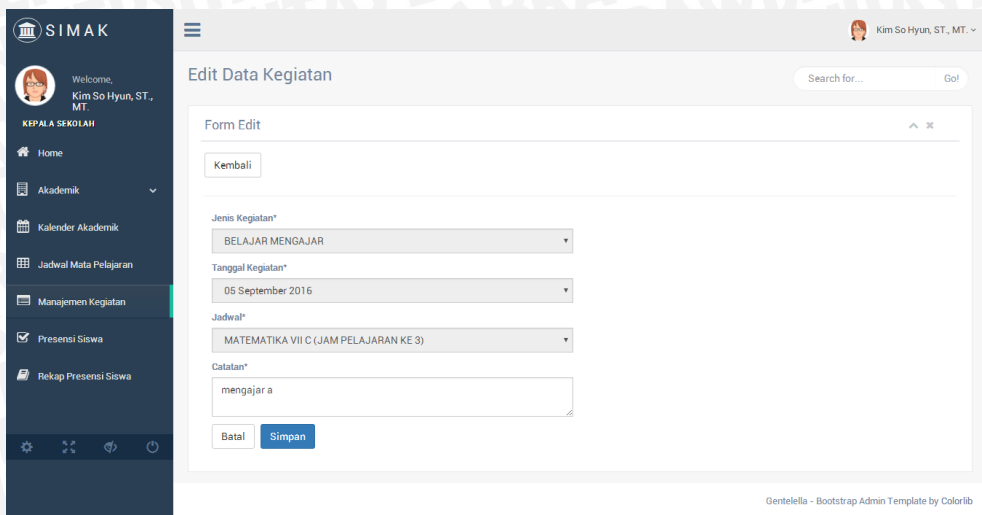 SIMAK
Kim So Hyun, ST., MT.
Welcome,
Kim So Hyun, ST.,
MT.
KEPALA SEKOLAH
Home
Akademik
Kalender Akademik
Jadwal Mata Pelajaran
Manajemen Kegiatan
Presensi Siswa
Rekap Presensi Siswa
Edit Data Kegiatan
Search for...
Go!
Form Edit
Kembali
Jenis Kegiatan*
BELAJAR MENGAJAR
Tanggal Kegiatan*
05 September 2016
Jadwal*
MATEMATIKA VII C (JAM PELAJARAN KE 3)
Catatan*
mengajar a
Batal
Simpan
Gentelella - Bootstrap Admin Template by Colorlib